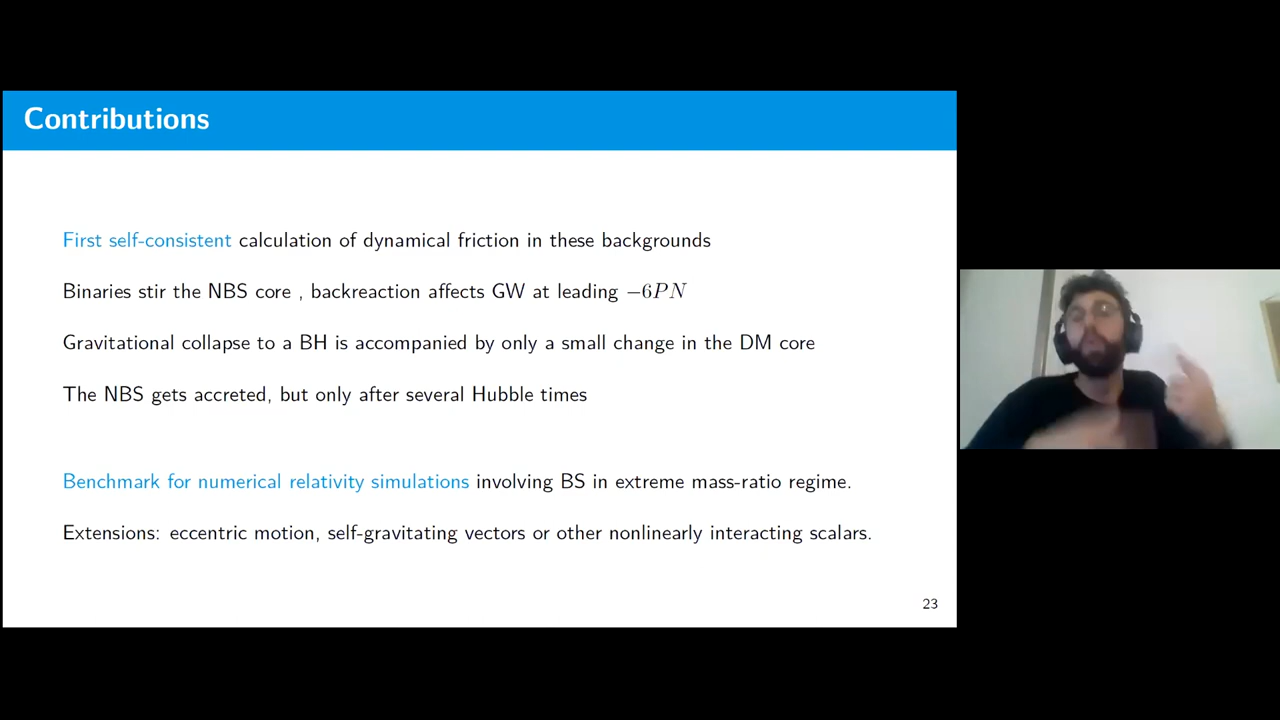 Contributions
First self-consistent calculation of dynamical friction in these backgrounds
Binaries stir the NBS core , backreaction affects GW at leading −6PN
Gravitational collapse to a BH is accompanied by only a small change in the DM core
The NBS gets accreted, but only after several Hubble times
Benchmark for numerical relativity simulations involving BS in extreme mass-ratio regime.
Extensions: eccentric motion, self-gravitating vectors or other nonlinearly interacting scalars.
23